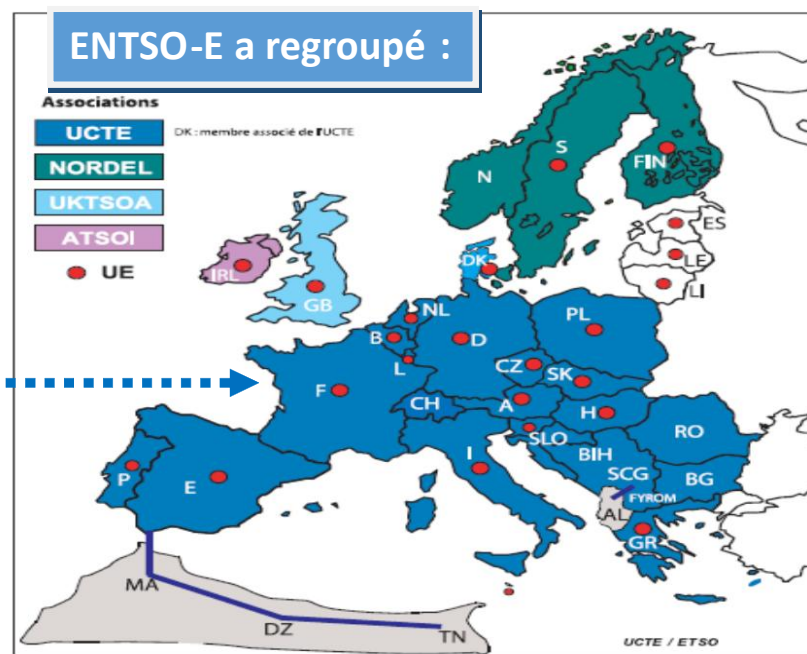 ENTSO-E a regroupé :
Associations
UCTE
DK : membre associé de l'UCTE
NORDEL
UKTSOA
ATSOI
UE
N
S
FIN
ES
LE
LI
DK
IRL
GB
NL
B
L
D
PL
CZ
SK
F
CH
A
H
SLO
RO
I
BIH
SCG
BG
FYROM
AL
GR
P
E
MA
DZ
TN
UCTE / ETSO